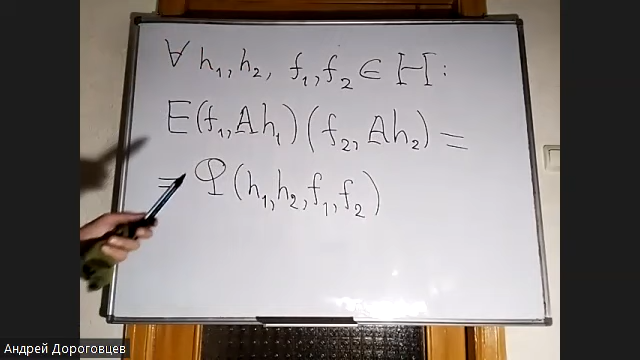 ∀ h₁, h₂, f₁, f₂ ∈ H:
E(f₁, Ah₁)(f₂, Ah₂) =
= Φ(h₁, h₂, f₁, f₂)
Андрей Дороговцев